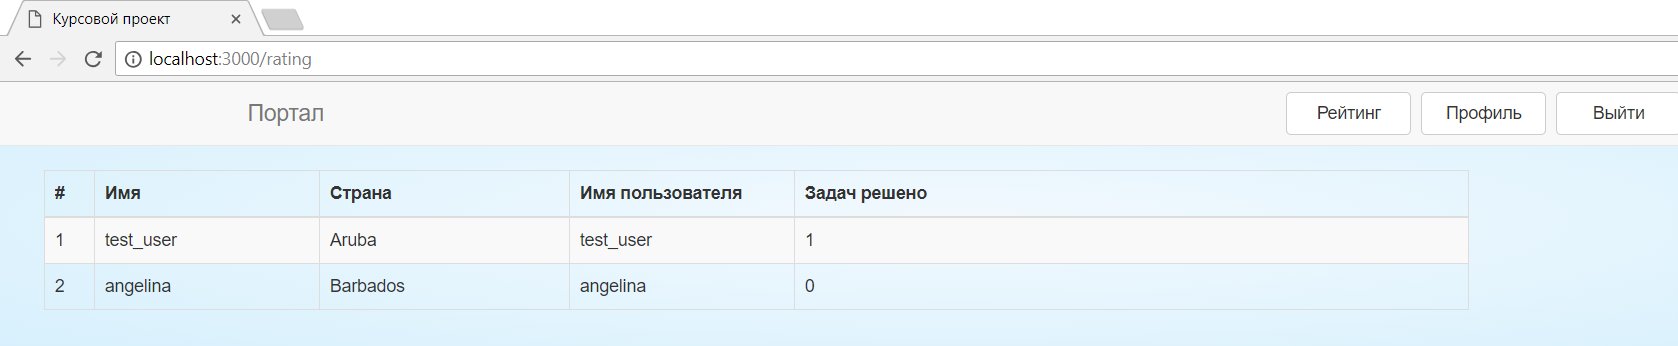 Курсовой проект
localhost:3000/rating
Портал Рейтинг Профиль Выйти
# Имя Страна Имя пользователя Задач решено
1 test_user Aruba test_user 1
2 angelina Barbados angelina 0